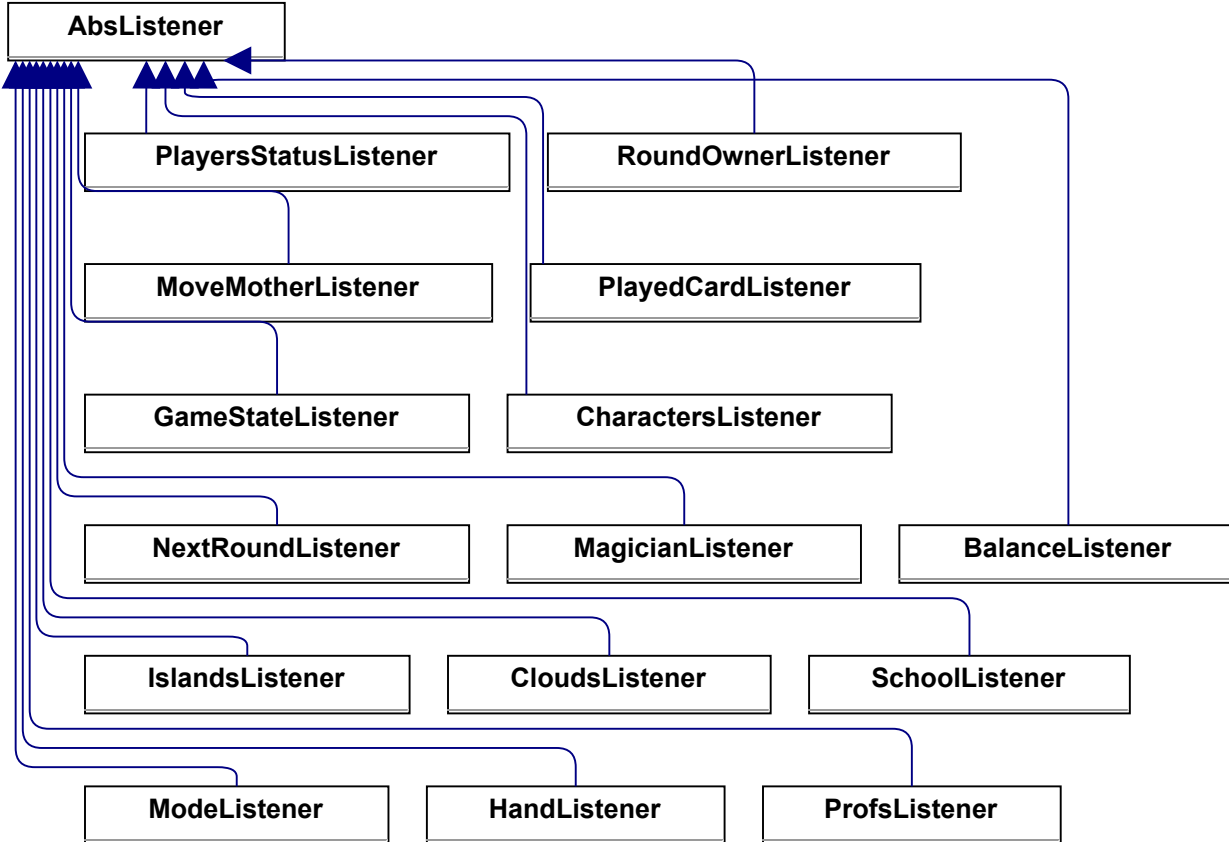 AbsListener
PlayersStatusListener
RoundOwnerListener
MoveMotherListener
PlayedCardListener
GameStateListener
CharactersListener
NextRoundListener
MagicianListener
BalanceListener
IslandsListener
CloudsListener
SchoolListener
ModeListener
HandListener
ProfsListener